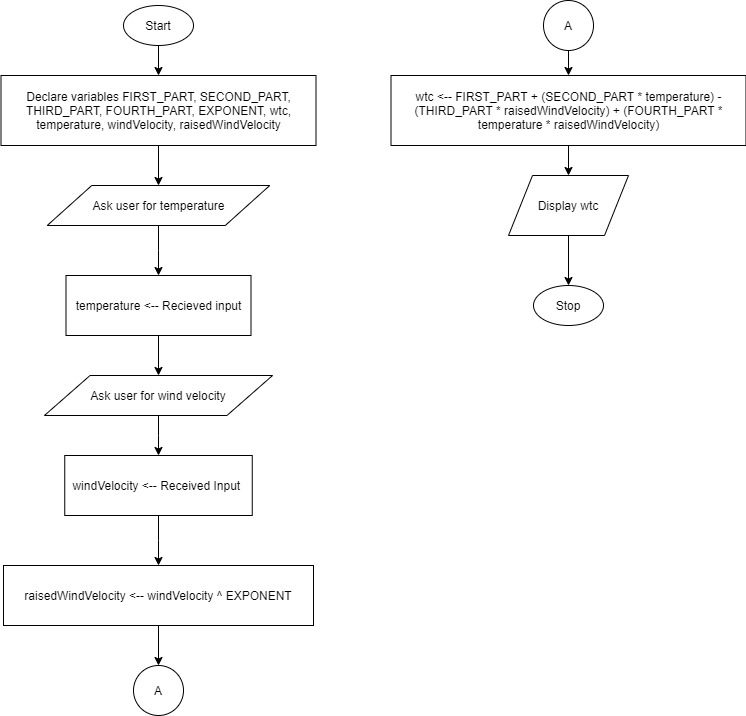 Start
Declare variables FIRST_PART, SECOND_PART,
THIRD_PART, FOURTH_PART, EXPONENT, wtc,
temperature, windVelocity, raisedWindVelocity
Ask user for temperature
temperature <-- Recieved input
Ask user for wind velocity
windVelocity <-- Received Input
raisedWindVelocity <-- windVelocity ^ EXPONENT
A
A
wtc <-- FIRST_PART + (SECOND_PART * temperature) -
(THIRD_PART * raisedWindVelocity) + (FOURTH_PART *
temperature * raisedWindVelocity)
Display wtc
Stop